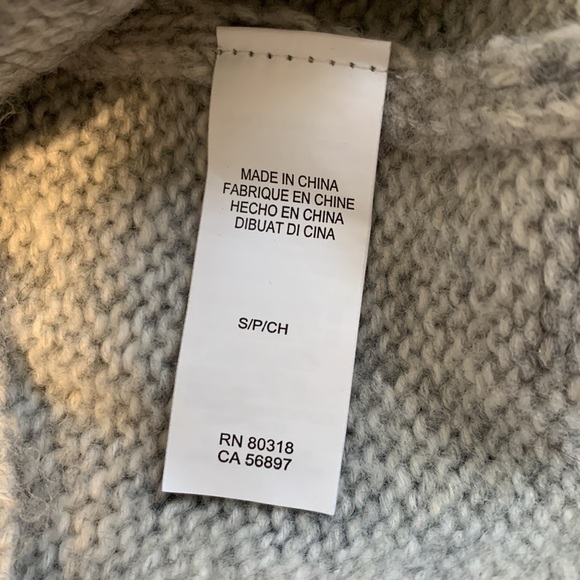 MADE IN CHINA
FABRIQUE EN CHINE
HECHO EN CHINA
DIBUAT DI CINA
S/P/CH
RN 80318
CA 56897